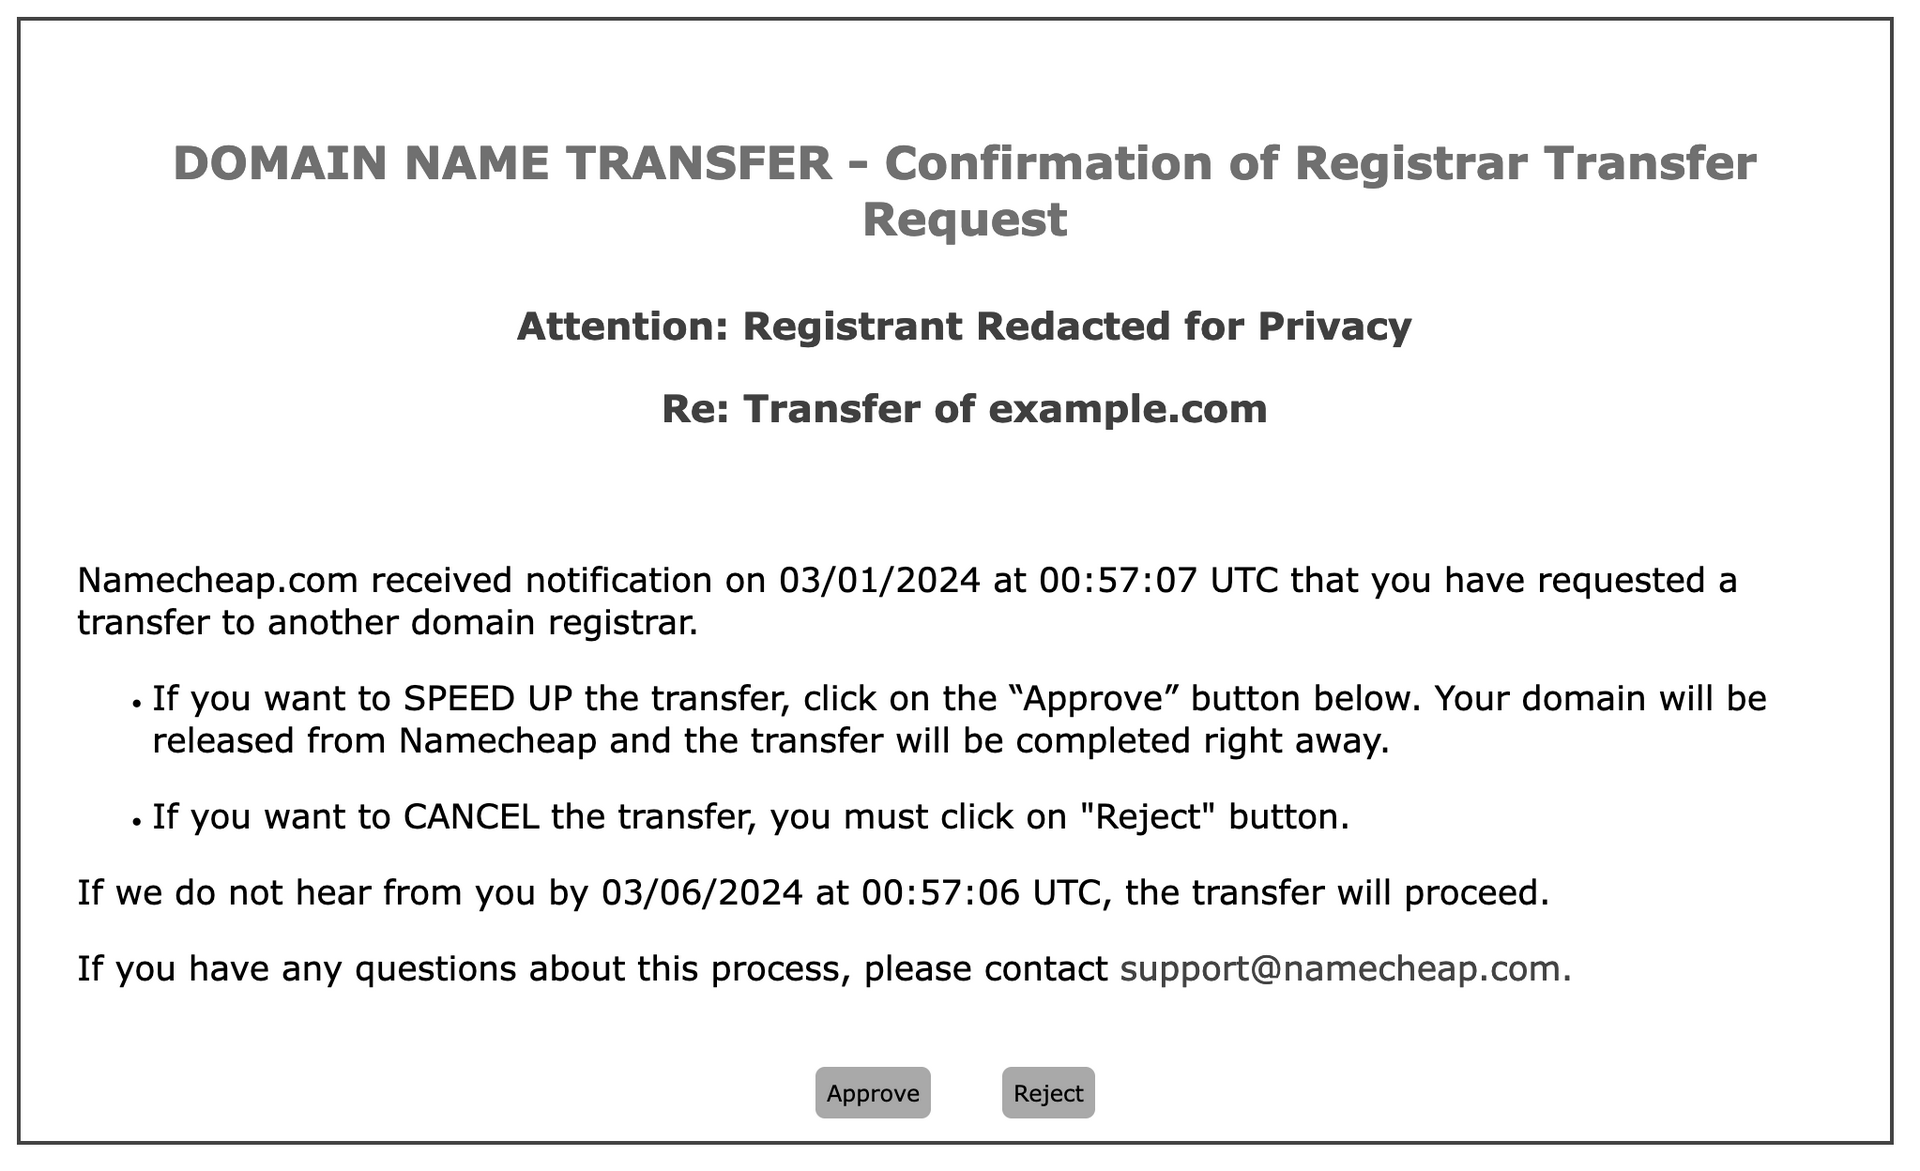 DOMAIN NAME TRANSFER - Confirmation of Registrar Transfer
Request
Attention: Registrant Redacted for Privacy
Re: Transfer of example.com
Namecheap.com received notification on 03/01/2024 at 00:57:07 UTC that you have requested a
transfer to another domain registrar.
• If you want to SPEED UP the transfer, click on the “Approve” button below. Your domain will be
released from Namecheap and the transfer will be completed right away.
• If you want to CANCEL the transfer, you must click on "Reject" button.
If we do not hear from you by 03/06/2024 at 00:57:06 UTC, the transfer will proceed.
If you have any questions about this process, please contact support@namecheap.com.
Approve Reject